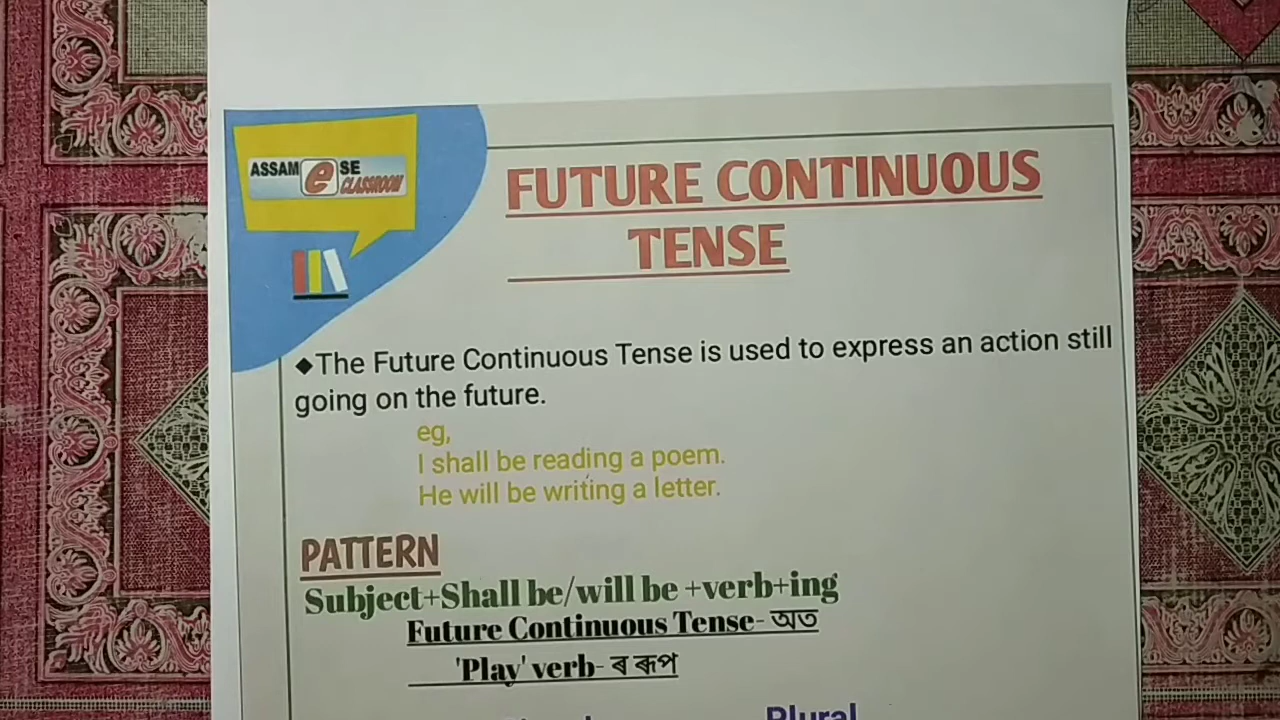 ASSAM e SE
CLASSROOM
FUTURE CONTINUOUS
TENSE
◆The Future Continuous Tense is used to express an action still
going on the future.
eg,
I shall be reading a poem.
He will be writing a letter.
PATTERN
Subject+Shall be/will be +verb+ing
Future Continuous Tense- অত
'Play' verb- ৰ ৰূপ
Plural